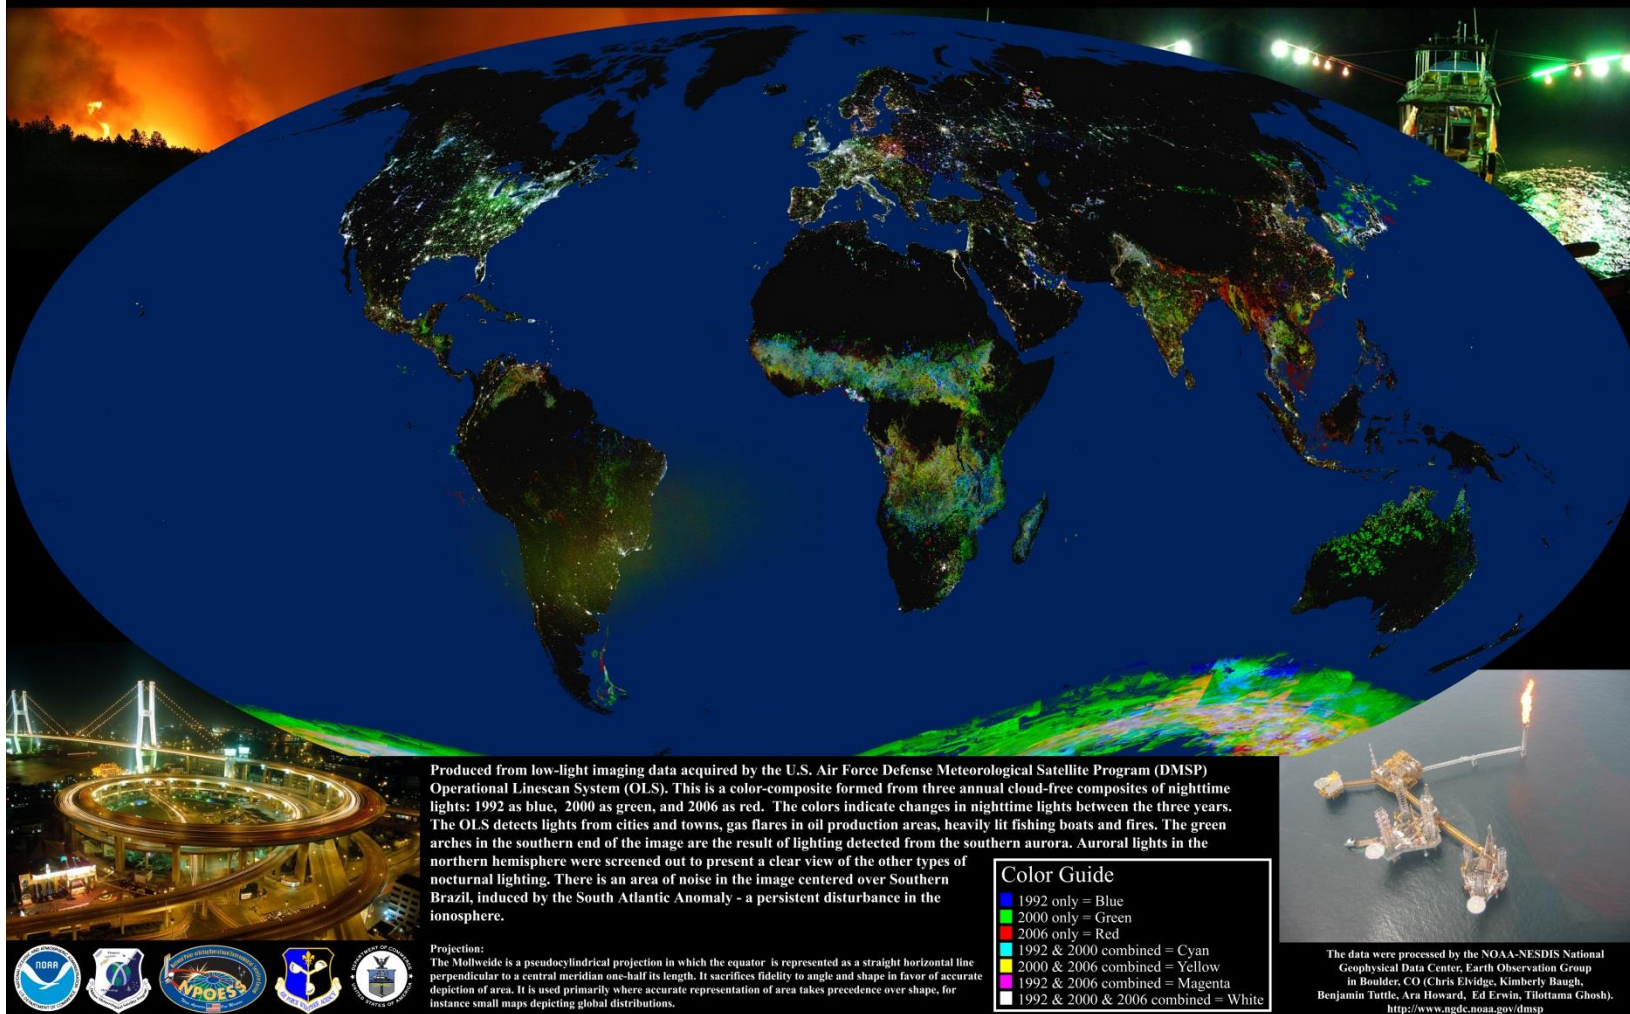 Produced from low-light imaging data acquired by the U.S. Air Force Defense Meteorological Satellite Program (DMSP)
Operational Linescan System (OLS). This is a color-composite formed from three annual cloud-free composites of nighttime
lights: 1992 as blue, 2000 as green, and 2006 as red. The colors indicate changes in nighttime lights between the three years.
The OLS detects lights from cities and towns, gas flares in oil production areas, heavily lit fishing boats and fires. The green
arches in the southern end of the image are the result of lighting detected from the southern aurora. Auroral lights in the
northern hemisphere were screened out to present a clear view of the other types of
nocturnal lighting. There is an area of noise in the image centered over Southern
Brazil, induced by the South Atlantic Anomaly - a persistent disturbance in the
ionosphere.
Projection:
The Mollweide is a pseudocylindrical projection in which the equator is represented as a straight horizontal line
perpendicular to a central meridian one-half its length. It sacrifices fidelity to angle and shape in favor of accurate
depiction of area. It is used primarily where accurate representation of area takes precedence over shape, for
instance small maps depicting global distributions.
Color Guide
1992 only = Blue
2000 only = Green
2006 only = Red
1992 & 2000 combined = Cyan
2000 & 2006 combined = Yellow
1992 & 2006 combined = Magenta
1992 & 2000 & 2006 combined = White
The data were processed by the NOAA-NESDIS National
Geophysical Data Center, Earth Observation Group
in Boulder, CO (Chris Elvidge, Kimberly Baugh,
Benjamin Tuttle, Ara Howard, Ed Erwin, Tilottama Ghosh).
http://www.ngdc.noaa.gov/dmsp
NOAA
NPOESS
AIR FORCE WEATHER AGENCY
DEPARTMENT OF COMMERCE
UNITED STATES OF AMERICA